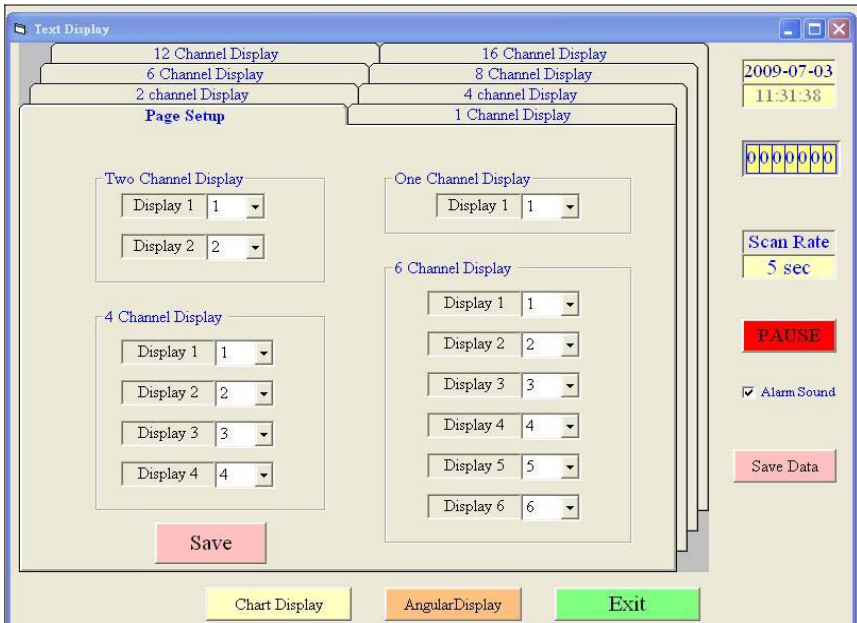 Text Display
12 Channel Display
16 Channel Display
6 Channel Display
8 Channel Display
2 channel Display
4 channel Display
Page Setup
1 Channel Display
Two Channel Display
Display 1 1
Display 2 2
4 Channel Display
Display 1 1
Display 2 2
Display 3 3
Display 4 4
Save
One Channel Display
Display 1 1
6 Channel Display
Display 1 1
Display 2 2
Display 3 3
Display 4 4
Display 5 5
Display 6 6
2009-07-03
11:31:38
0000000
Scan Rate
5 sec
PAUSE
Alarm Sound
Save Data
Chart Display
AngularDisplay
Exit